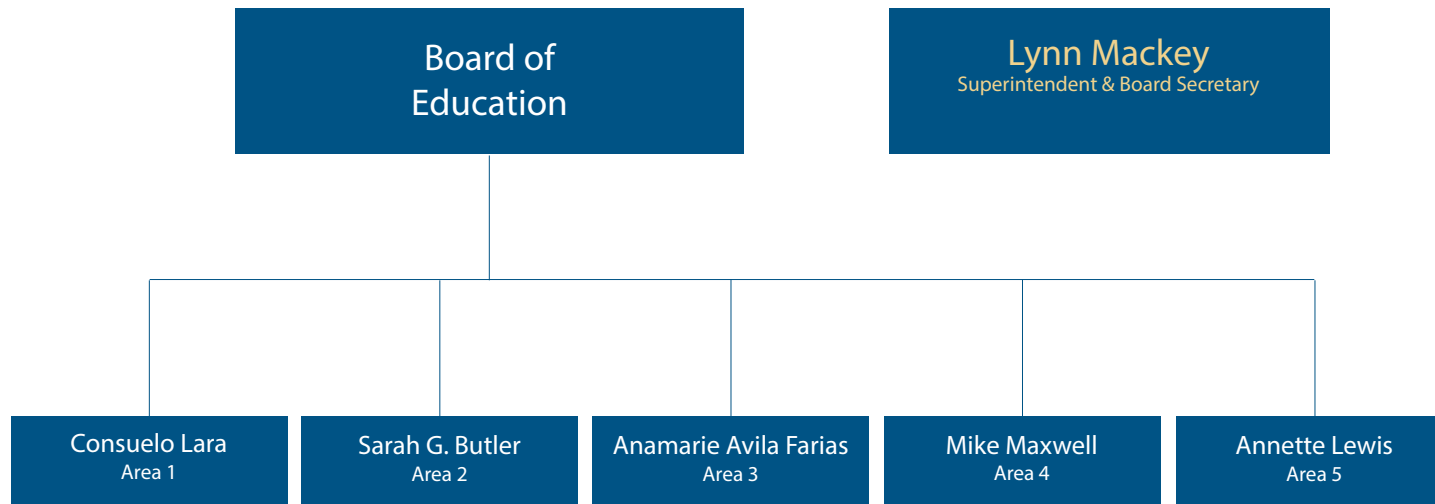 Board of
Education
Lynn Mackey
Superintendent & Board Secretary
Consuelo Lara
Area 1
Sarah G. Butler
Area 2
Anamarie Avila Farias
Area 3
Mike Maxwell
Area 4
Annette Lewis
Area 5